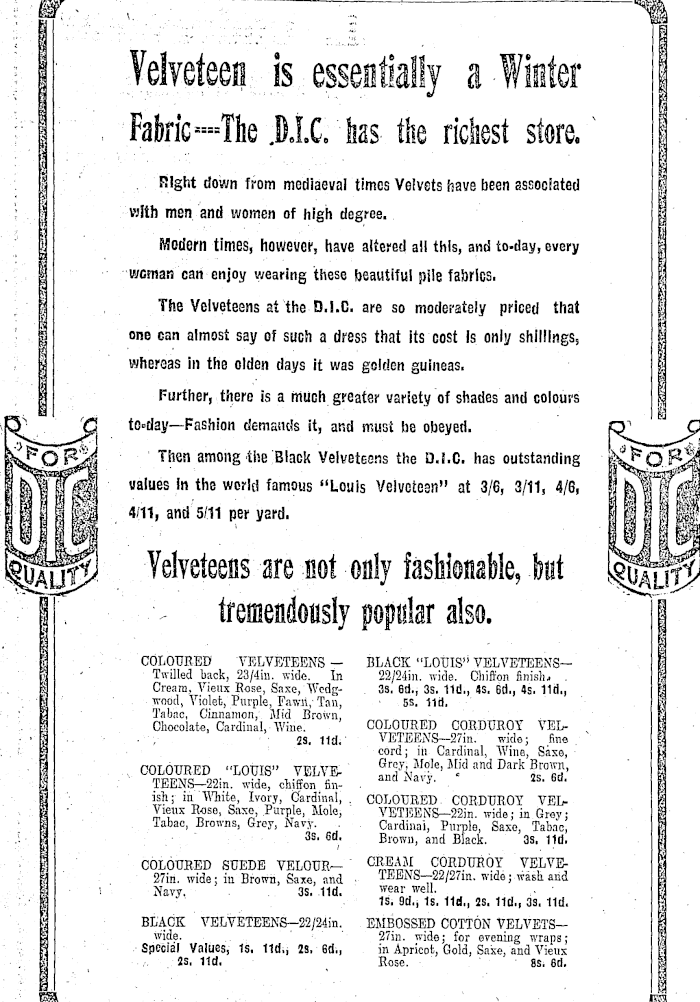 Velveteen is essentially a Winter
Fabric—The D.I.C. has the richest store.
Right down from mediaeval times Velvets have been associated
with men and women of high degree.
Modern times, however, have altered all this, and to-day, every
woman can enjoy wearing these beautiful pile fabrics.
The Velveteens at the D.I.C. are so moderately priced that
one can almost say of such a dress that its cost is only shillings,
whereas in the olden days it was golden guineas.
Further, there is a much greater variety of shades and colours
to-day—Fashion demands it, and must be obeyed.
Then among the Black Velveteens the D.I.C. has outstanding
values in the world famous "Louis Velveteen" at 3/6, 3/11, 4/6,
4/11, and 5/11 per yard.
FOR
DIC
QUALITY
FOR
DIC
QUALITY
Velveteens are not only fashionable, but
tremendously popular also.
COLOURED VELVETEENS —
Twilled back, 23/4in. wide. In
Cream, Vieux Rose, Saxe, Wedg-
wood, Violet, Purple, Fawn, Tan,
Tabac, Cinnamon, Mid Brown,
Chocolate, Cardinal, Wine.
2s. 11d.
COLOURED "LOUIS" VELVE-
TEENS—22in. wide, chiffon fin-
ish; in White, Ivory, Cardinal,
Vieux Rose, Saxe, Purple, Mole,
Tabac, Browns, Grey, Navy.
3s. 6d.
COLOURED SUEDE VELOUR—
27in. wide; in Brown, Saxe, and
Navy. 3s. 11d.
BLACK VELVETEENS—22/24in.
wide.
Special Values, 1s. 11d., 2s. 6d.,
2s. 11d.
BLACK "LOUIS" VELVETEENS—
22/24in. wide. Chiffon finish.
3s. 6d., 3s. 11d., 4s. 6d., 4s. 11d.,
5s. 11d.
COLOURED CORDUROY VEL-
VETEENS—27in. wide; fine
cord; in Cardinal, Wine, Saxe,
Grey, Mole, Mid and Dark Brown,
and Navy. 2s. 6d.
COLOURED CORDUROY VEL-
VETEENS—22in. wide; in Grey;
Cardinal, Purple, Saxe, Tabac,
Brown, and Black. 3s. 11d.
CREAM CORDUROY VELVE-
TEENS—22/27in. wide; wash and
wear well.
1s. 9d., 1s. 11d., 2s. 11d., 3s. 11d.
EMBOSSED COTTON VELVETS—
27in. wide; for evening wraps;
in Apricot, Gold, Saxe, and Vieux
Rose. 8s. 6d.